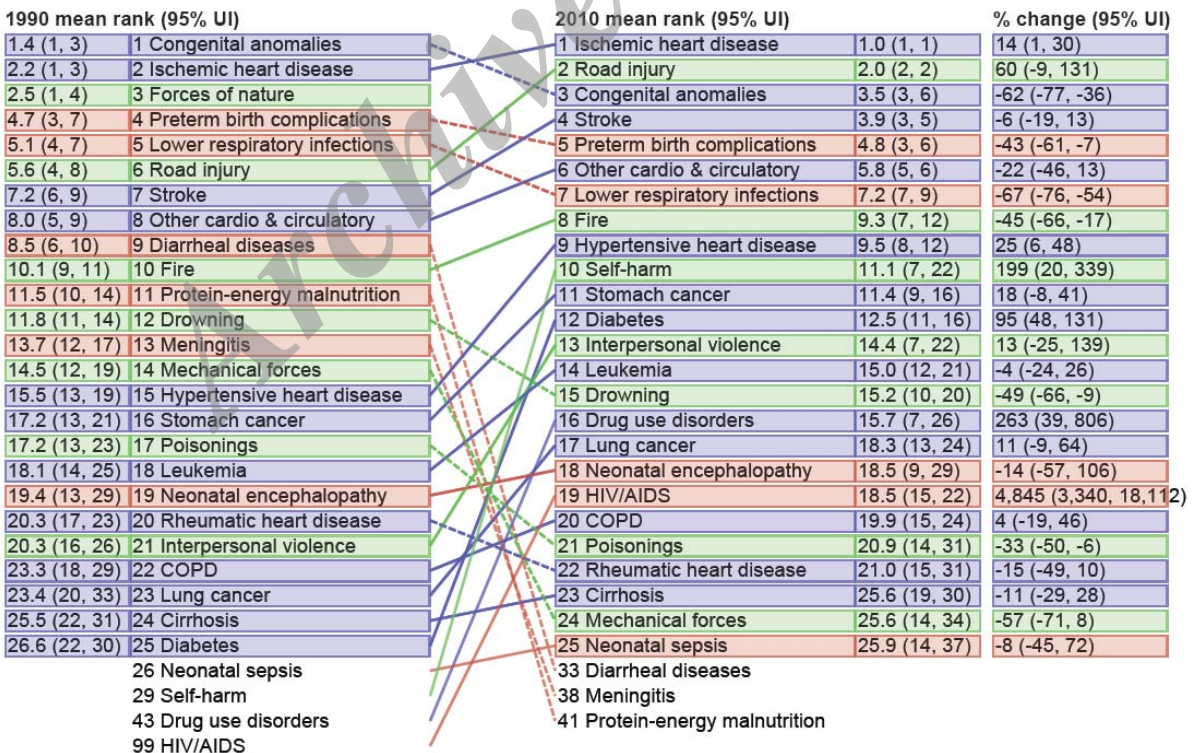 1990 mean rank (95% UI) 2010 mean rank (95% UI) % change (95% UI)
1.4 (1, 3) 1 Congenital anomalies 1 Ischemic heart disease 1.0 (1, 1) 14 (1, 30)
2.2 (1, 3) 2 Ischemic heart disease 2 Road injury 2.0 (2, 2) 60 (-9, 131)
2.5 (1, 4) 3 Forces of nature 3 Congenital anomalies 3.5 (3, 6) -62 (-77, -36)
4.7 (3, 7) 4 Preterm birth complications 4 Stroke 3.9 (3, 5) -6 (-19, 13)
5.1 (4, 7) 5 Lower respiratory infections 5 Preterm birth complications 4.8 (3, 6) -43 (-61, -7)
5.6 (4, 8) 6 Road injury 6 Other cardio & circulatory 5.8 (5, 6) -22 (-46, 13)
7.2 (6, 9) 7 Stroke 7 Lower respiratory infections 7.2 (7, 9) -67 (-76, -54)
8.0 (5, 9) 8 Other cardio & circulatory 8 Fire 9.3 (7, 12) -45 (-66, -17)
8.5 (6, 10) 9 Diarrheal diseases 9 Hypertensive heart disease 9.5 (8, 12) 25 (6, 48)
10.1 (9, 11) 10 Fire 10 Self-harm 11.1 (7, 22) 199 (20, 339)
11.5 (10, 14) 11 Protein-energy malnutrition 11 Stomach cancer 11.4 (9, 16) 18 (-8, 41)
11.8 (11, 14) 12 Drowning 12 Diabetes 12.5 (11, 16) 95 (48, 131)
13.7 (12, 17) 13 Meningitis 13 Interpersonal violence 14.4 (7, 22) 13 (-25, 139)
14.5 (12, 19) 14 Mechanical forces 14 Leukemia 15.0 (12, 21) -4 (-24, 26)
15.5 (13, 19) 15 Hypertensive heart disease 15 Drowning 15.2 (10, 20) -49 (-66, -9)
17.2 (13, 21) 16 Stomach cancer 16 Drug use disorders 15.7 (7, 26) 263 (39, 806)
17.2 (13, 23) 17 Poisonings 17 Lung cancer 18.3 (13, 24) 11 (-9, 64)
18.1 (14, 25) 18 Leukemia 18 Neonatal encephalopathy 18.5 (9, 29) -14 (-57, 106)
19.4 (13, 29) 19 Neonatal encephalopathy 19 HIV/AIDS 18.5 (15, 22) 4,845 (3,340, 18,112)
20.3 (17, 23) 20 Rheumatic heart disease 20 COPD 19.9 (15, 24) 4 (-19, 46)
20.3 (16, 26) 21 Interpersonal violence 21 Poisonings 20.9 (14, 31) -33 (-50, -6)
23.3 (18, 29) 22 COPD 22 Rheumatic heart disease 21.0 (15, 31) -15 (-49, 10)
23.4 (20, 33) 23 Lung cancer 23 Cirrhosis 25.6 (19, 30) -11 (-29, 28)
25.5 (22, 31) 24 Cirrhosis 24 Mechanical forces 25.6 (14, 34) -57 (-71, 8)
26.6 (22, 30) 25 Diabetes 25 Neonatal sepsis 25.9 (14, 37) -8 (-45, 72)
26 Neonatal sepsis 33 Diarrheal diseases
29 Self-harm 38 Meningitis
43 Drug use disorders 41 Protein-energy malnutrition
99 HIV/AIDS
Archive